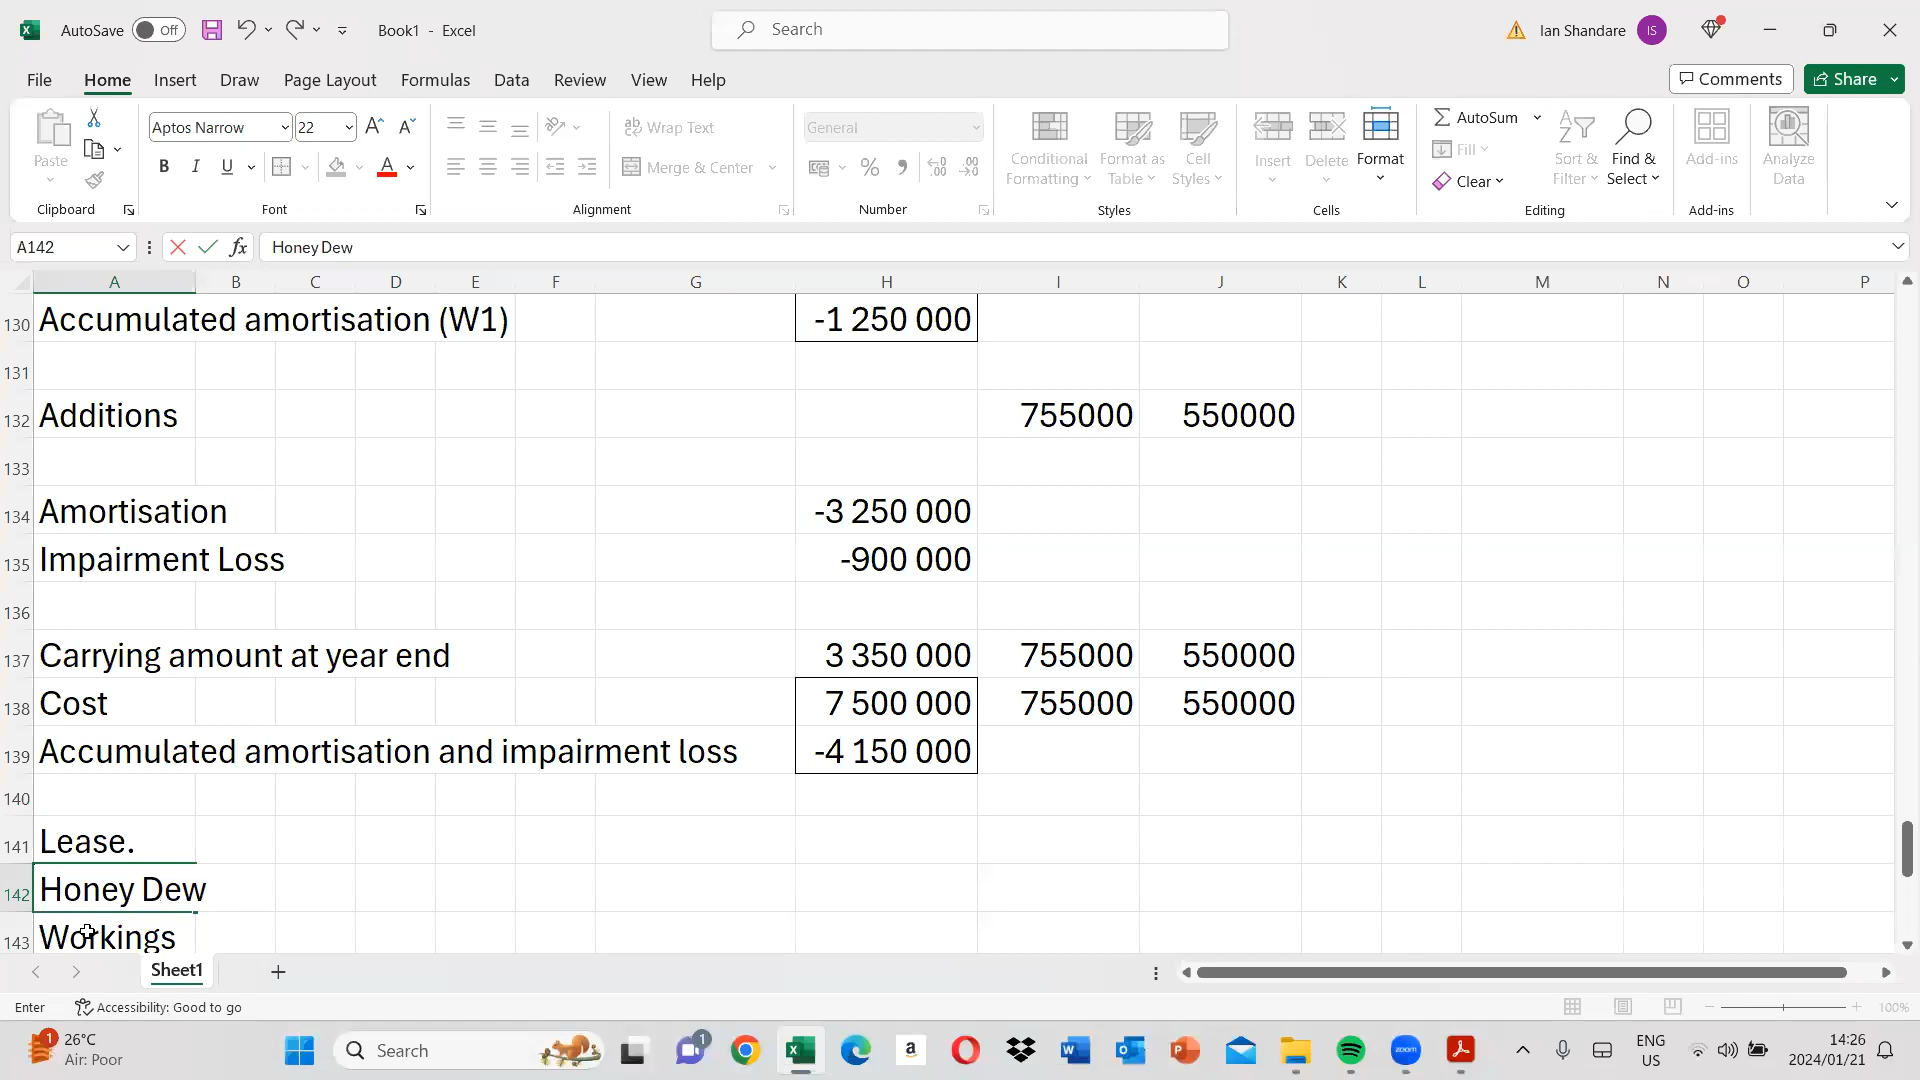 AutoSave Off Book1 - Excel Search Ian Shandare IS
File Home Insert Draw Page Layout Formulas Data Review View Help Comments Share
Paste Aptos Narrow 22 Wrap Text General Conditional Formatting Format as Table Cell Styles Insert Delete Format AutoSum Fill Clear Sort & Filter Find & Select Add-ins Analyze Data
B I U Merge & Center
Clipboard Font Alignment Number Styles Cells Editing Add-ins
A142 fx Honey Dew
A B C D E F G H I J K L M N O P
130 Accumulated amortisation (W1) -1 250 000
131
132 Additions 755000 550000
133
134 Amortisation -3 250 000
135 Impairment Loss -900 000
136
137 Carrying amount at year end 3 350 000 755000 550000
138 Cost 7 500 000 755000 550000
139 Accumulated amortisation and impairment loss -4 150 000
140
141 Lease.
142 Honey Dew
143 Workings
Sheet1
Enter Accessibility: Good to go 100%
1 26°C Air: Poor Search 1 zoom ENG US 14:26 2024/01/21